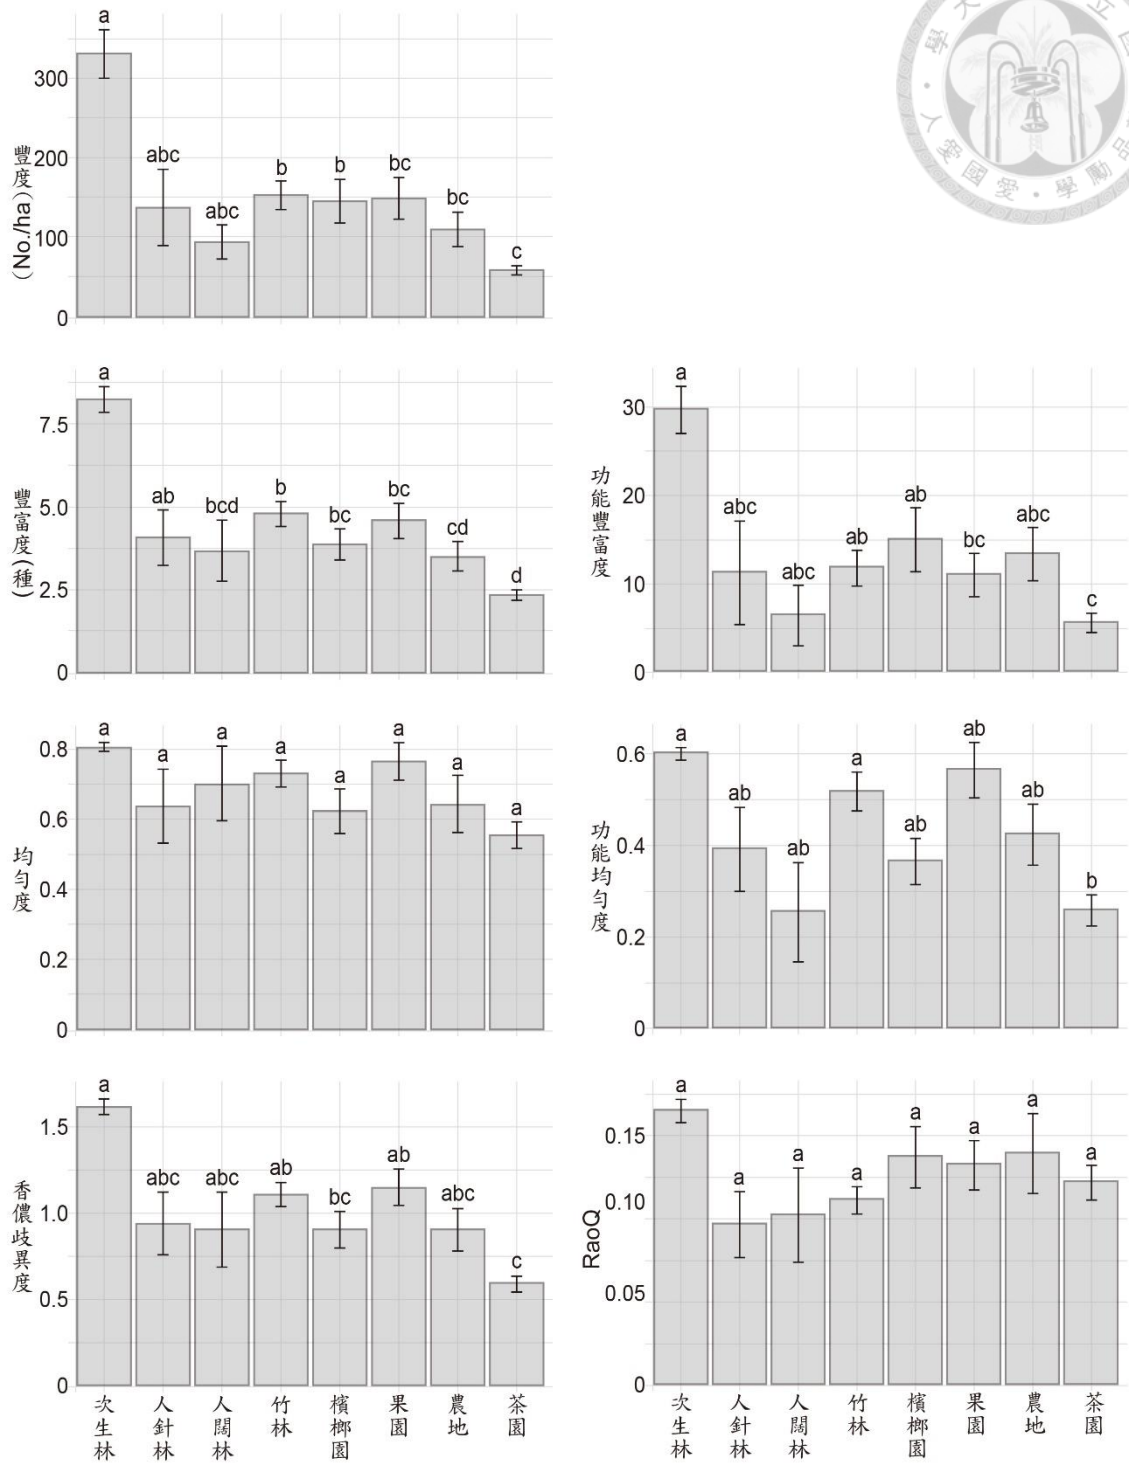 a
300
200
100
0
豐度(No./ha)
abc
abc
b
b
bc
bc
c
a
7.5
5.0
2.5
0
豐富度(種)
ab
bcd
b
bc
bc
cd
d
a
30
20
10
0
功能豐富度
abc
abc
ab
ab
bc
abc
c
a
0.8
0.6
0.4
0.2
0
均勻度
a
a
a
a
a
a
a
a
0.6
0.4
0.2
0
功能均勻度
ab
ab
a
ab
ab
ab
b
a
1.5
1.0
0.5
0
香儂歧異度
abc
abc
ab
bc
ab
abc
c
次生林
人針林
人闊林
竹林
檳榔園
果園
農地
茶園
a
0.15
0.10
0.05
0
RaoQ
a
a
a
a
a
a
a
次生林
人針林
人闊林
竹林
檳榔園
果園
農地
茶園